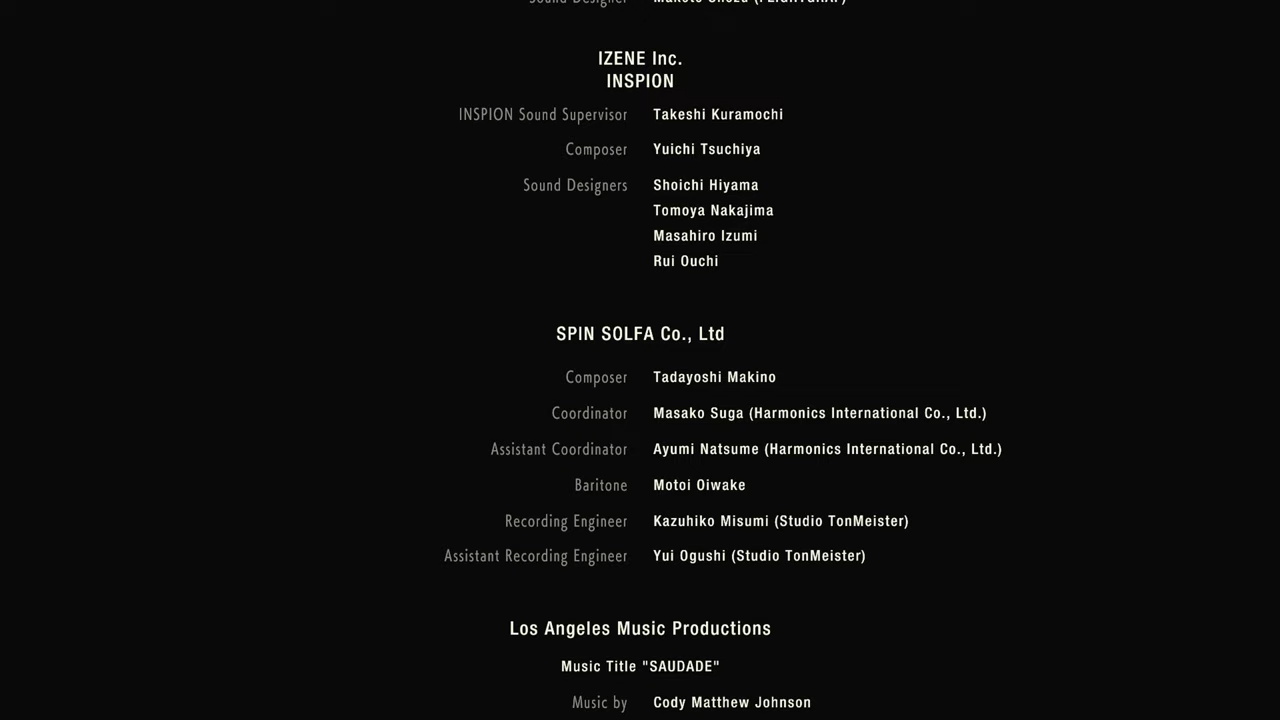 Sound Designer
IZENE Inc.
INSPION
INSPION Sound Supervisor Takeshi Kuramochi
Composer Yuichi Tsuchiya
Sound Designers Shoichi Hiyama
Tomoya Nakajima
Masahiro Izumi
Rui Ouchi
SPIN SOLFA Co., Ltd
Composer Tadayoshi Makino
Coordinator Masako Suga (Harmonics International Co., Ltd.)
Assistant Coordinator Ayumi Natsume (Harmonics International Co., Ltd.)
Baritone Motoi Oiwake
Recording Engineer Kazuhiko Misumi (Studio TonMeister)
Assistant Recording Engineer Yui Ogushi (Studio TonMeister)
Los Angeles Music Productions
Music Title "SAUDADE"
Music by Cody Matthew Johnson